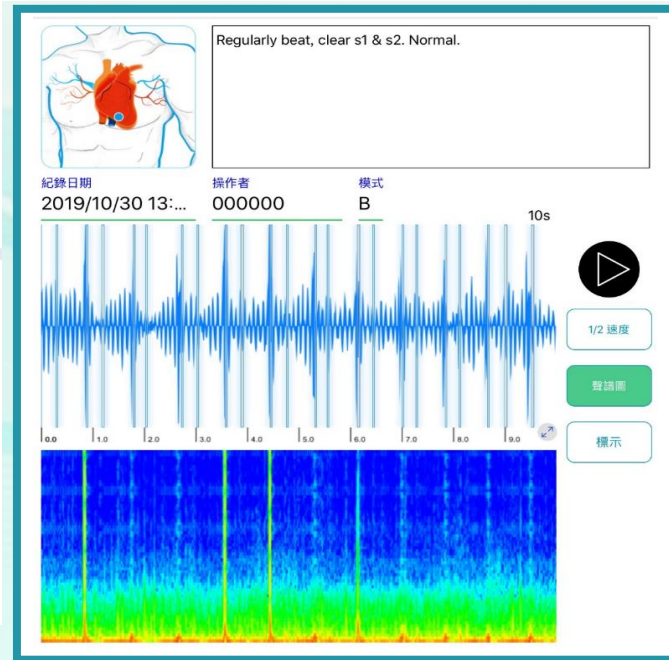 Regularly beat, clear s1 & s2. Normal.
紀錄日期 操作者 模式
2019/10/30 13:... 000000 B
10s
1/2 速度
聲譜圖
標示
0.0 1.0 2.0 3.0 4.0 5.0 6.0 7.0 8.0 9.0